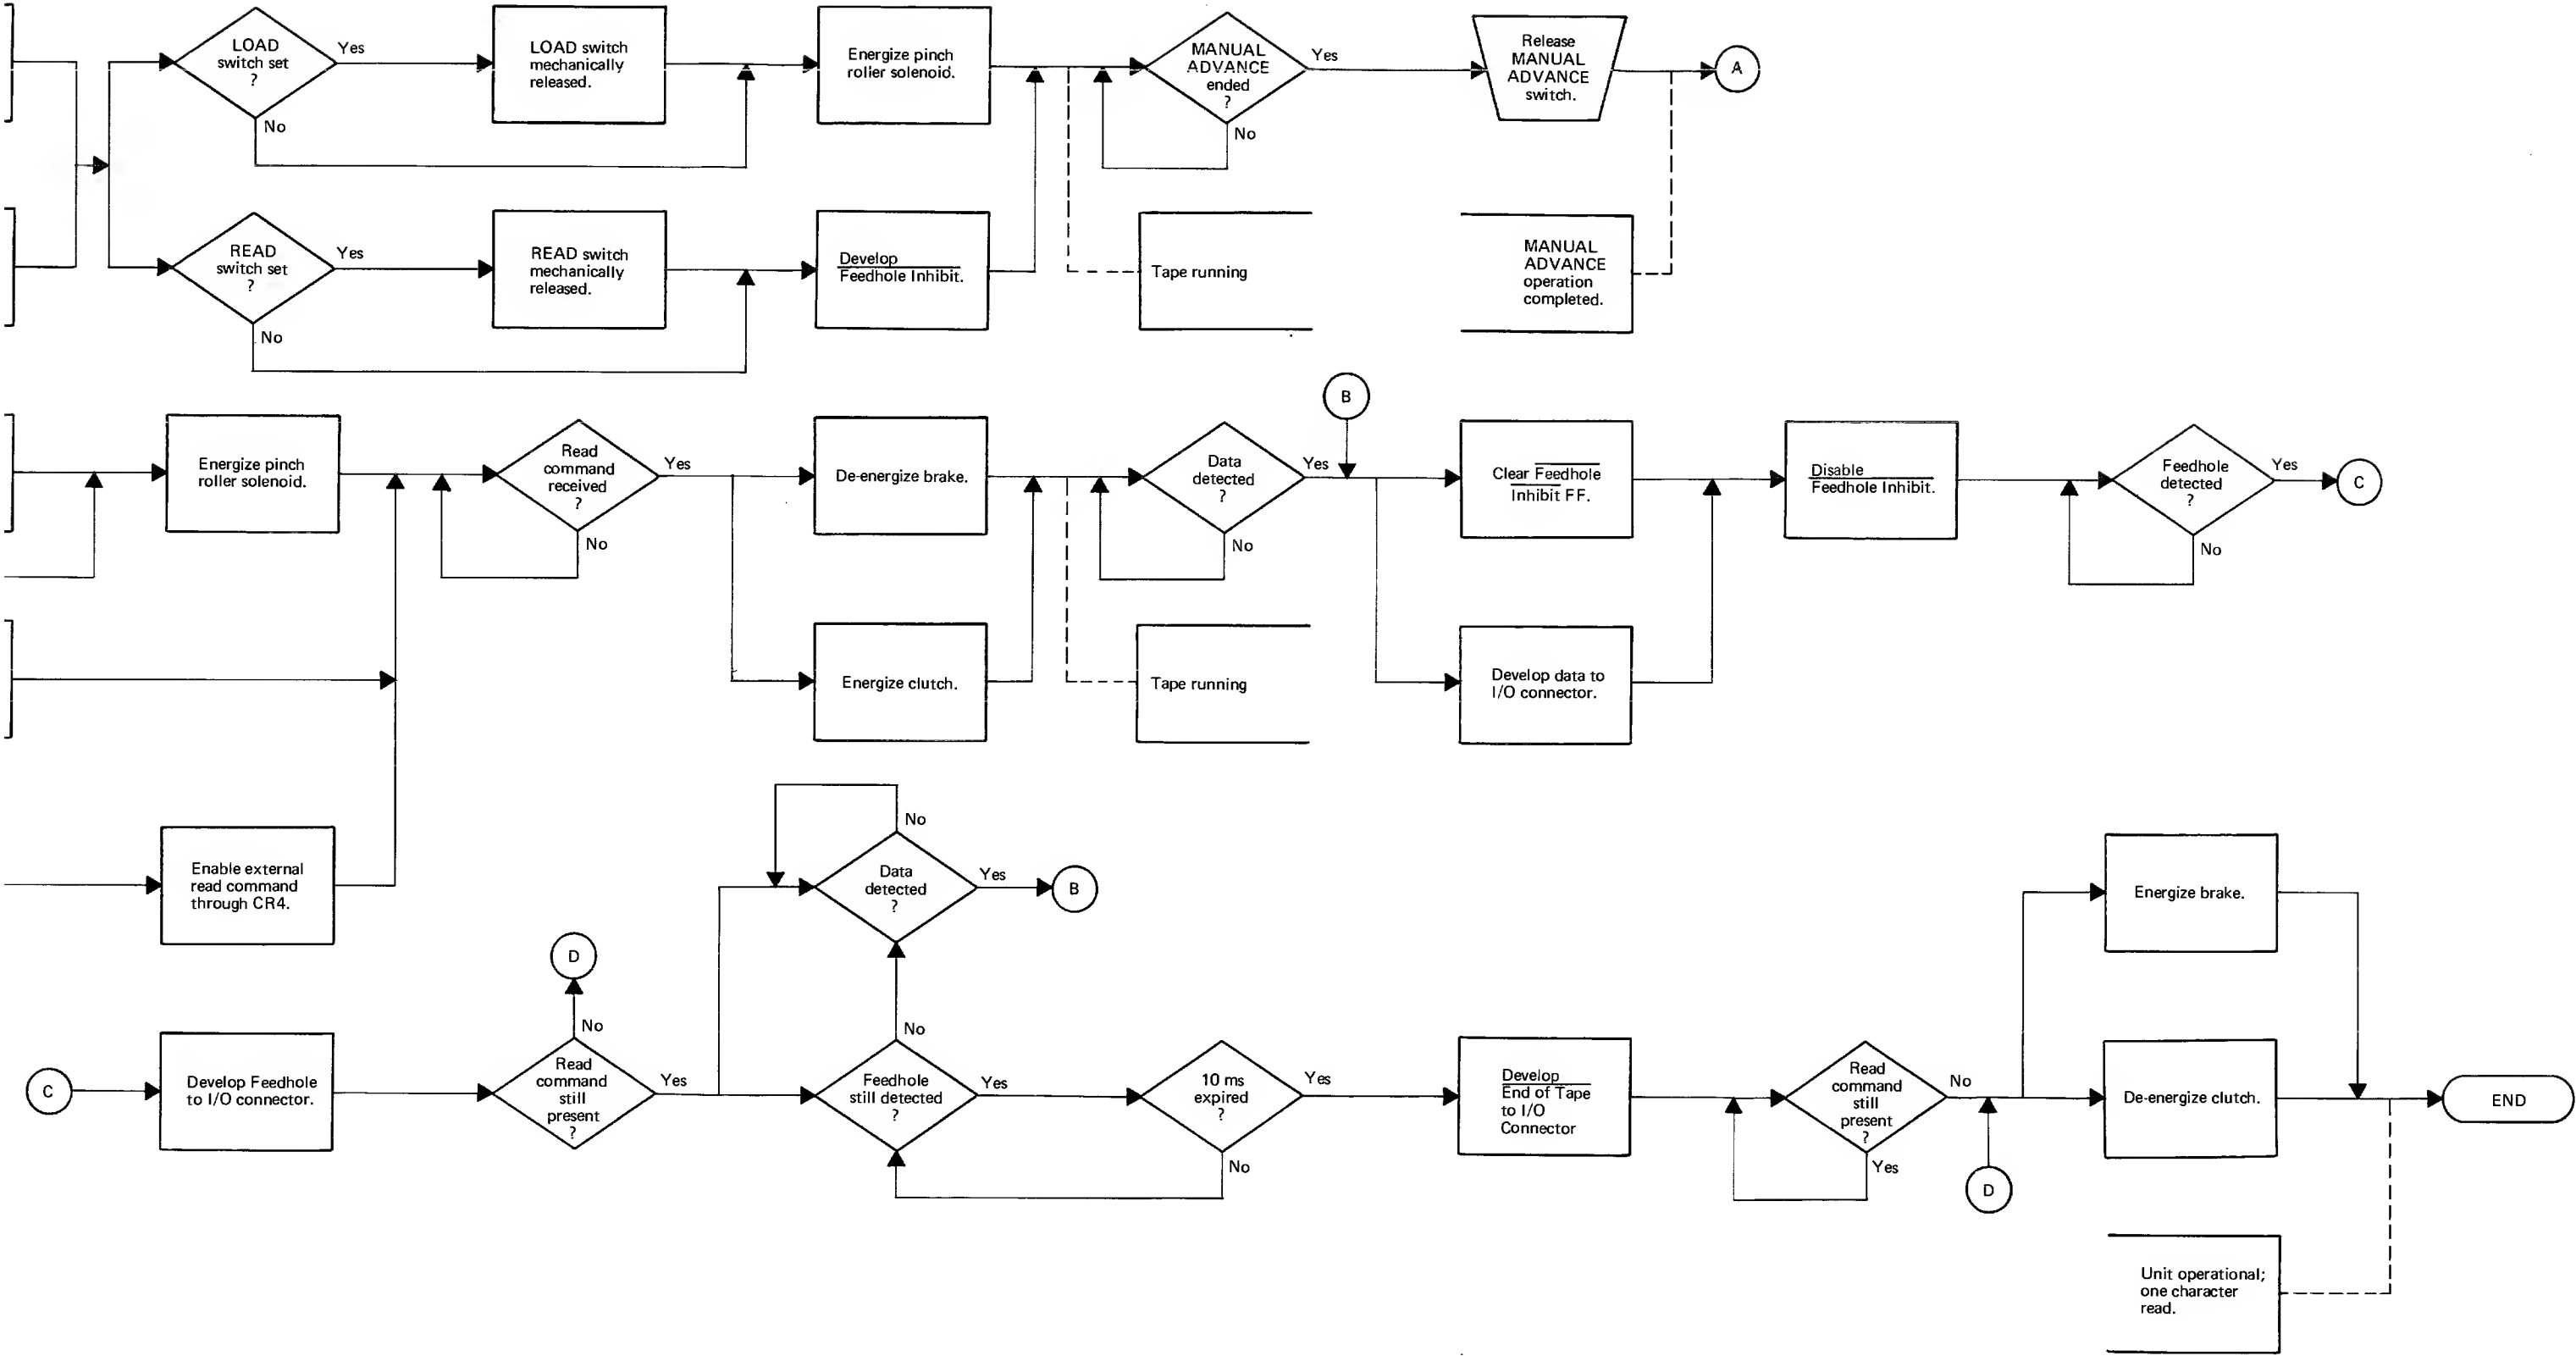 LOAD
switch set
?
Yes
No
LOAD switch
mechanically
released.
Energize pinch
roller solenoid.
MANUAL
ADVANCE
ended
?
Yes
No
Release
MANUAL
ADVANCE
switch.
A
READ
switch set
?
Yes
No
READ switch
mechanically
released.
Develop
Feedhole Inhibit.
Tape running
MANUAL
ADVANCE
operation
completed.
Energize pinch
roller solenoid.
Read
command
received
?
Yes
No
De-energize brake.
Data
detected
?
Yes
No
B
Clear Feedhole
Inhibit FF.
Disable
Feedhole Inhibit.
Feedhole
detected
?
Yes
No
C
Energize clutch.
Tape running
Develop data to
I/O connector.
Enable external
read command
through CR4.
No
Data
detected
?
Yes
B
Energize brake.
D
C
Develop Feedhole
to I/O connector.
No
Read
command
still
present
?
Yes
No
Feedhole
still detected
?
Yes
10 ms
expired
?
Yes
No
Develop
End of Tape
to I/O
Connector
Read
command
still
present
?
No
Yes
D
De-energize clutch.
END
Unit operational;
one character
read.